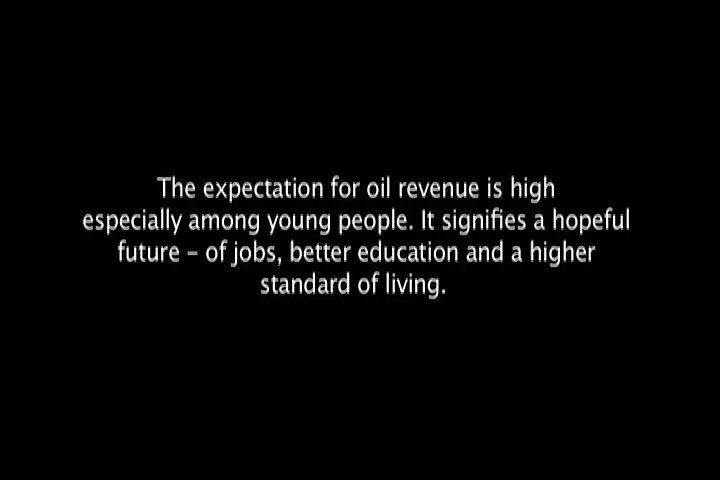 The expectation for oil revenue is high
especially among young people. It signifies a hopeful
future – of jobs, better education and a higher
standard of living.